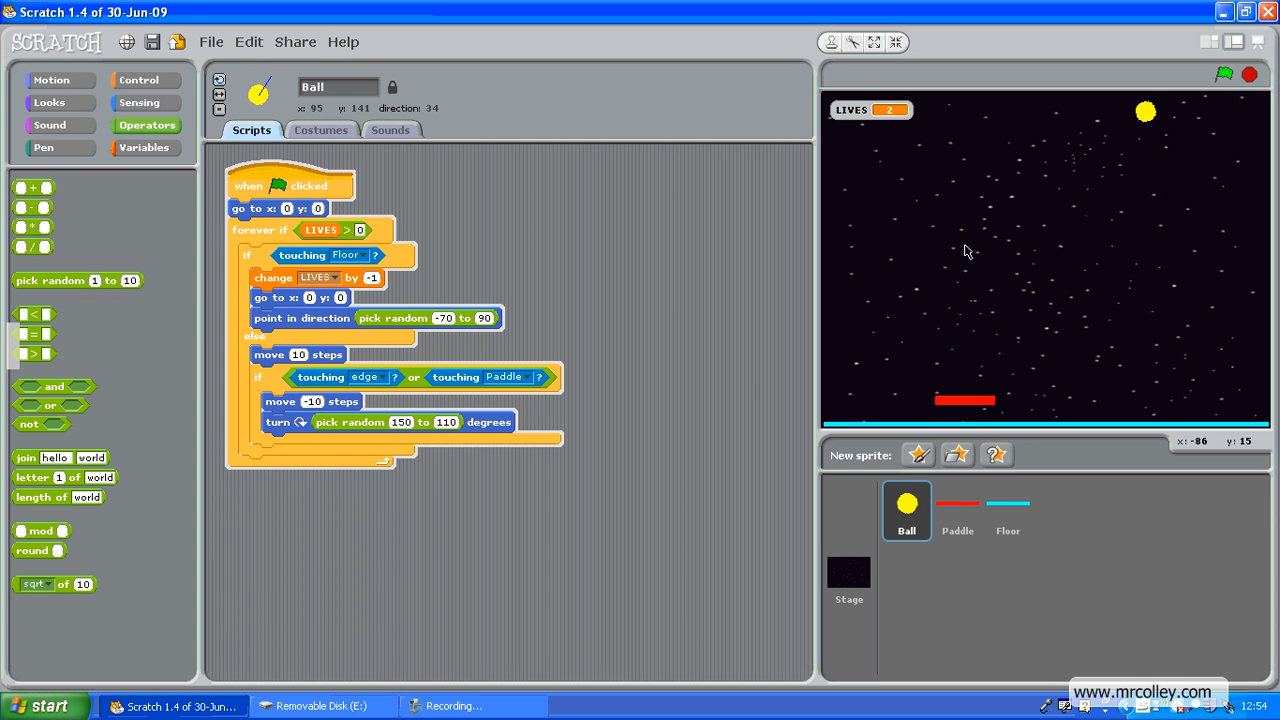 Scratch 1.4 of 30-Jun-09
SCRATCH File Edit Share Help
Motion Control
Looks Sensing
Sound Operators
Pen Variables
+
-
*
/
pick random 1 to 10
<
=
>
and
or
not
join hello world
letter 1 of world
length of world
mod
round
sqrt of 10
Ball
x: 95 y: 141 direction: 34
Scripts Costumes Sounds
when clicked
go to x: 0 y: 0
forever if LIVES > 0
if touching Floor ?
change LIVES by -1
go to x: 0 y: 0
point in direction pick random -70 to 90
else
move 10 steps
if touching edge ? or touching Paddle ?
move -10 steps
turn pick random 150 to 110 degrees
LIVES 2
x: -86 y: 15
New sprite:
Ball Paddle Floor
Stage
www.mrcolley.com
start Scratch 1.4 of 30-Jun... Removable Disk (E:) Recording... 12:54